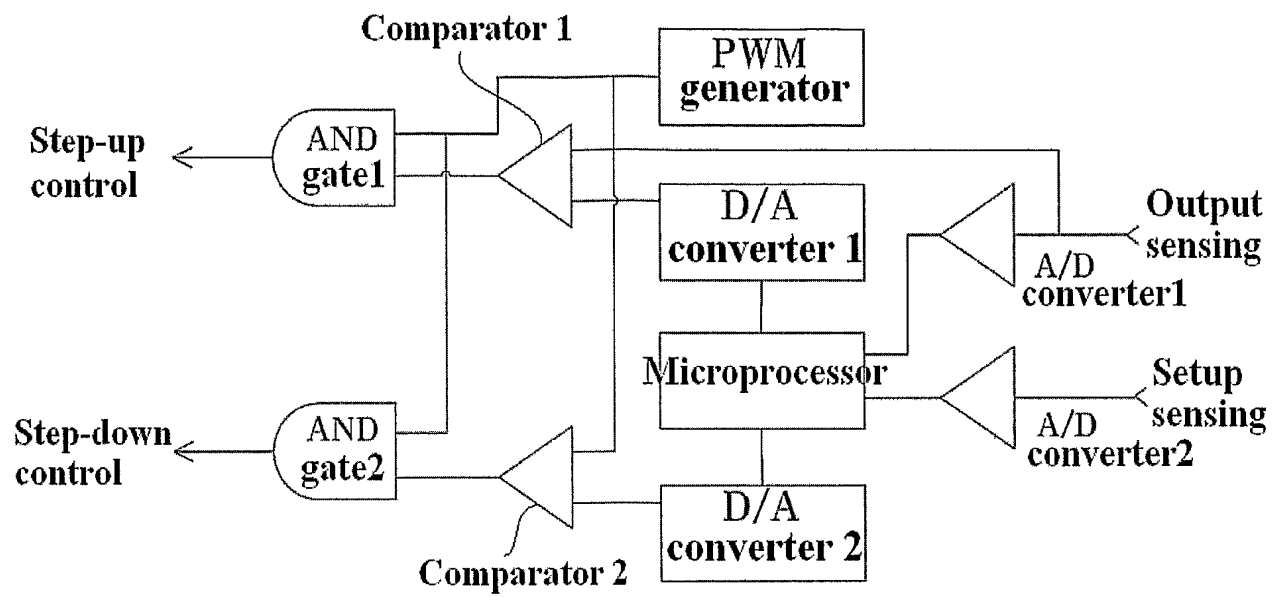 Comparator 1
PWM
generator
Step-up
control
AND
gate1
D/A
converter 1
Output
sensing
A/D
converter1
Microprocessor
Setup
sensing
A/D
converter2
Step-down
control
AND
gate2
D/A
converter 2
Comparator 2